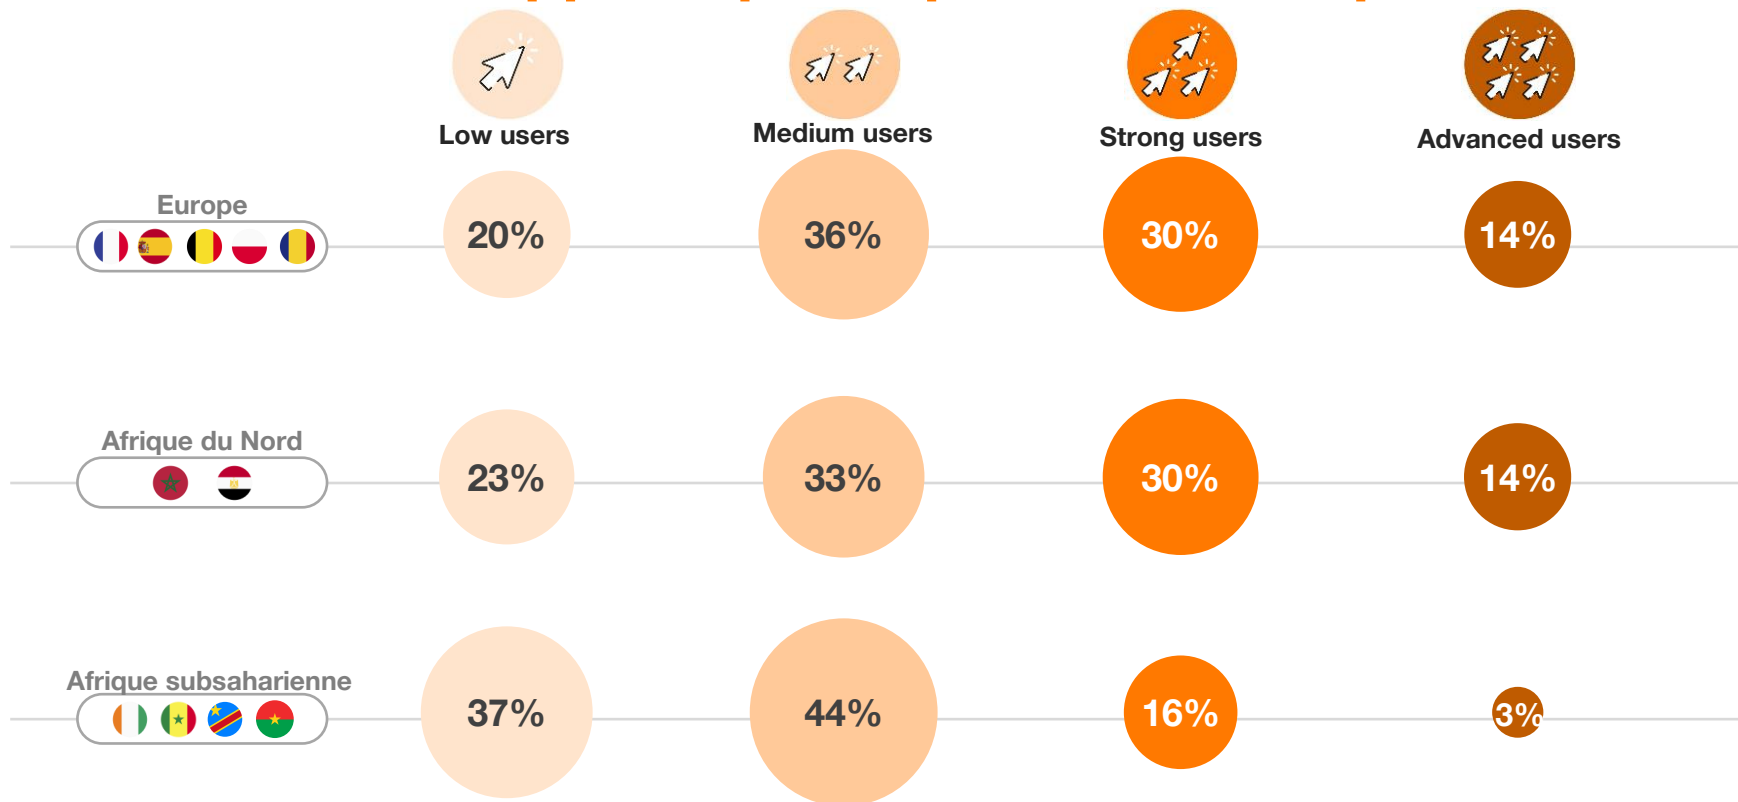 Low users
Medium users
Strong users
Advanced users
Europe
20%
36%
30%
14%
Afrique du Nord
23%
33%
30%
14%
Afrique subsaharienne
37%
44%
16%
3%